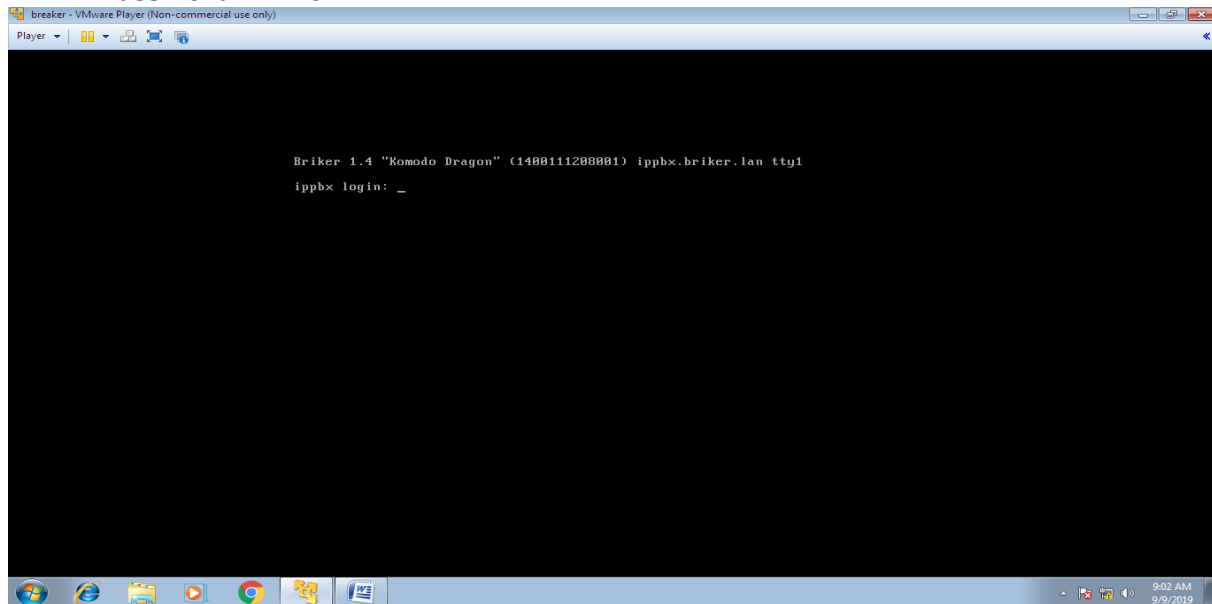 breaker - VMware Player (Non-commercial use only)
Player
Briker 1.4 "Komodo Dragon" (1400111208001) ippbx.briker.lan tty1
ippbx login: _
9:02 AM
9/9/2019